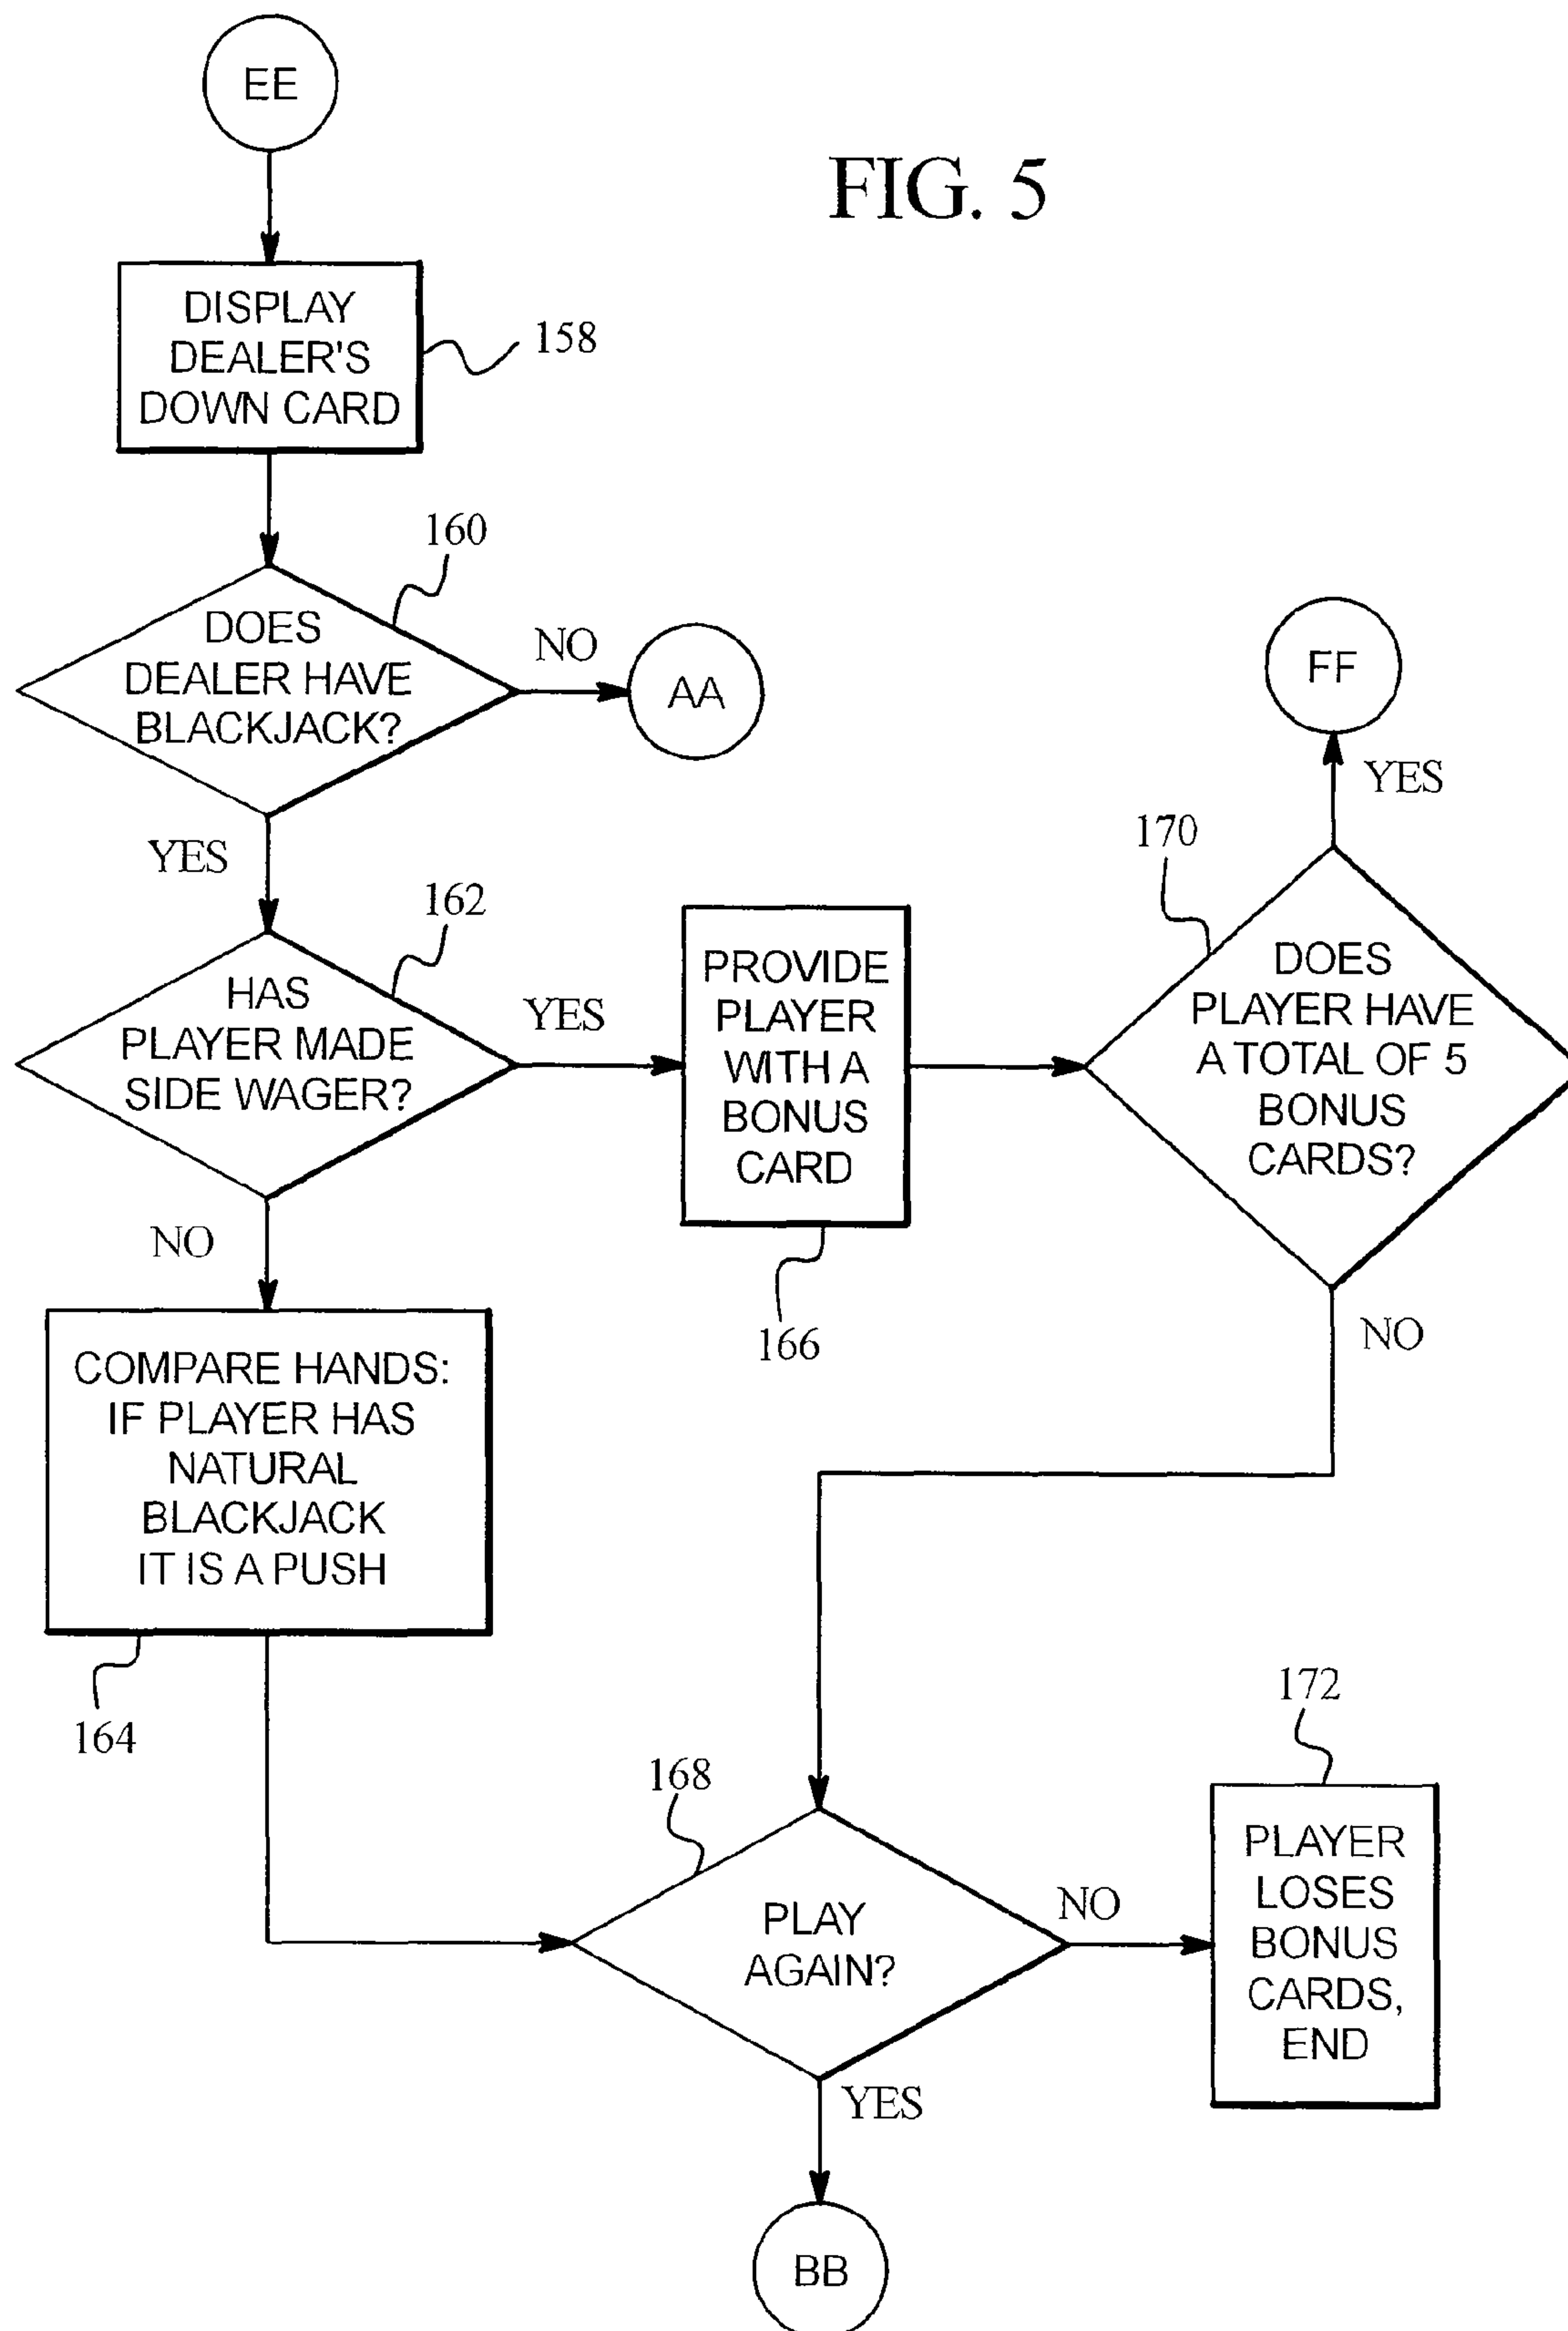 EE
FIG. 5
DISPLAY
DEALER'S
DOWN CARD
158
160
DOES
DEALER HAVE
BLACKJACK?
NO
AA
FF
YES
YES
170
162
HAS
PLAYER MADE
SIDE WAGER?
YES
PROVIDE
PLAYER
WITH A
BONUS
CARD
166
DOES
PLAYER HAVE
A TOTAL OF 5
BONUS
CARDS?
NO
NO
COMPARE HANDS:
IF PLAYER HAS
NATURAL
BLACKJACK
IT IS A PUSH
164
168
PLAY
AGAIN?
NO
172
PLAYER
LOSES
BONUS
CARDS,
END
YES
BB